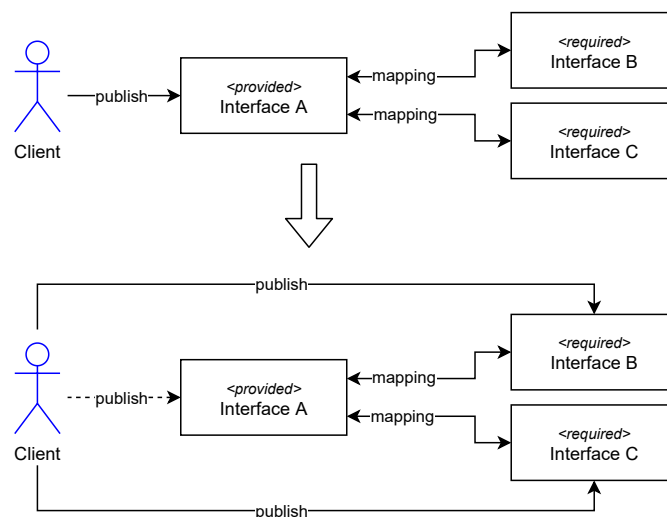 <required>
Interface B
mapping
<provided>
Interface A
publish
mapping
<required>
Interface C
Client
publish
<required>
Interface B
mapping
<provided>
Interface A
publish
mapping
<required>
Interface C
Client
publish